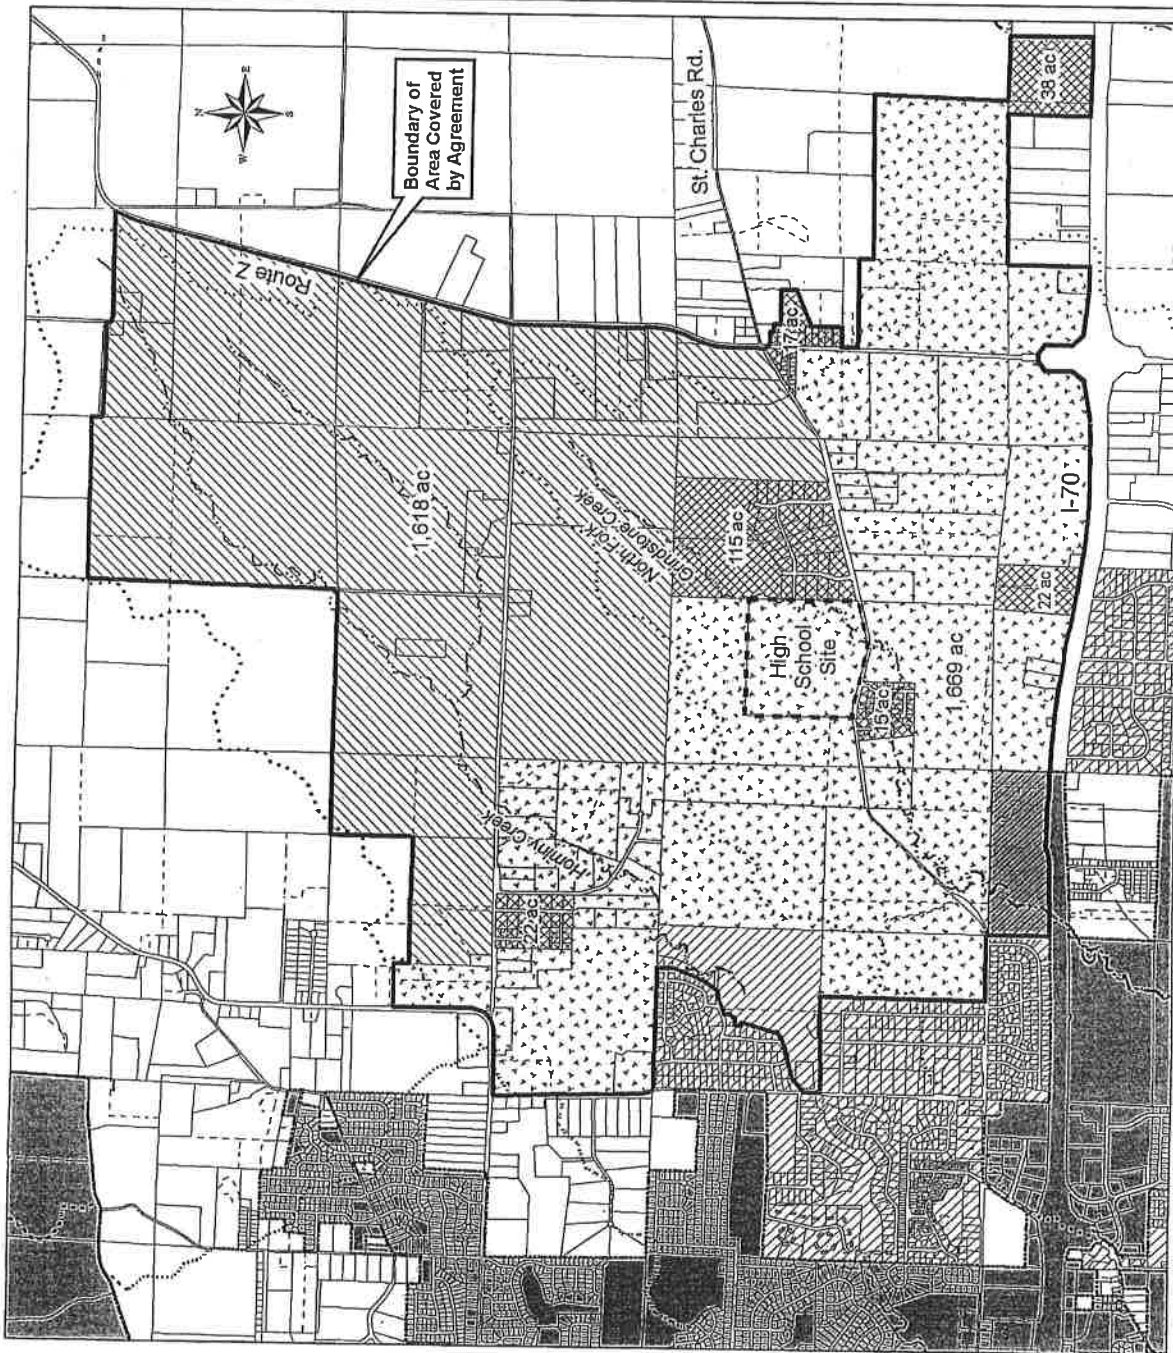 N
E
S
W
Boundary of
Area Covered
by Agreement
St. Charles Rd.
38 ac
Route Z
17 ac
1,618 ac
North Fork
Grindstone Creek
115 ac
I-70
22 ac
High
School
Site
15 ac
1,669 ac
Hominy Creek
22 ac